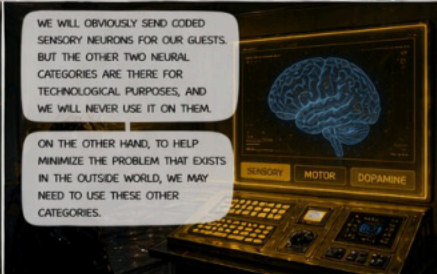 WE WILL OBVIOUSLY SEND CODED
SENSORY NEURONS FOR OUR GUESTS.
BUT THE OTHER TWO NEURAL
CATEGORIES ARE THERE FOR
TECHNOLOGICAL PURPOSES, AND
WE WILL NEVER USE IT ON THEM.
ON THE OTHER HAND, TO HELP
MINIMIZE THE PROBLEM THAT EXISTS
IN THE OUTSIDE WORLD, WE MAY
NEED TO USE THESE OTHER
CATEGORIES.
SENSORY
MOTOR
DOPAMINE